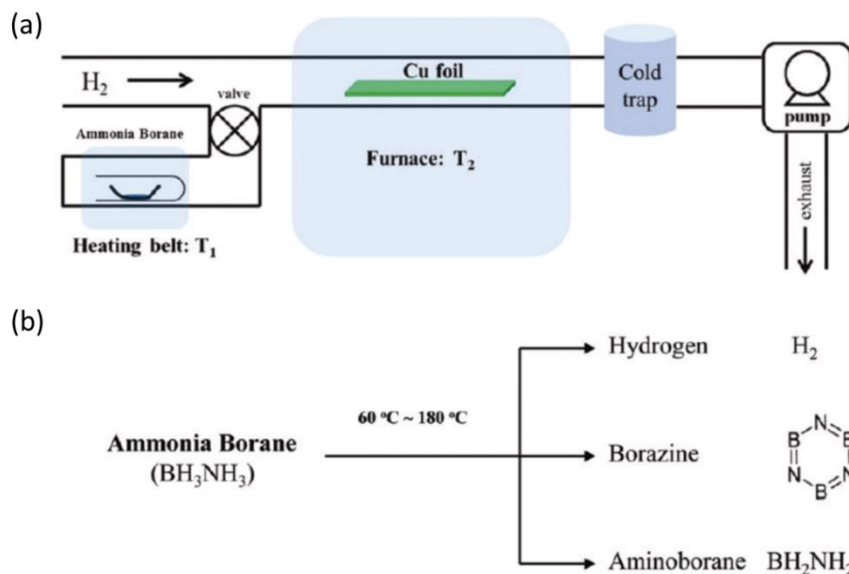 (a)
H₂
valve
Cu foil
Cold
trap
pump
Ammonia Borane
Furnace: T₂
Heating belt: T₁
exhaust
(b)
Hydrogen H₂
60 °C ~ 180 °C
Ammonia Borane
(BH₃NH₃)
Borazine
N
B B
N N
B
Aminoborane BH₂NH₂